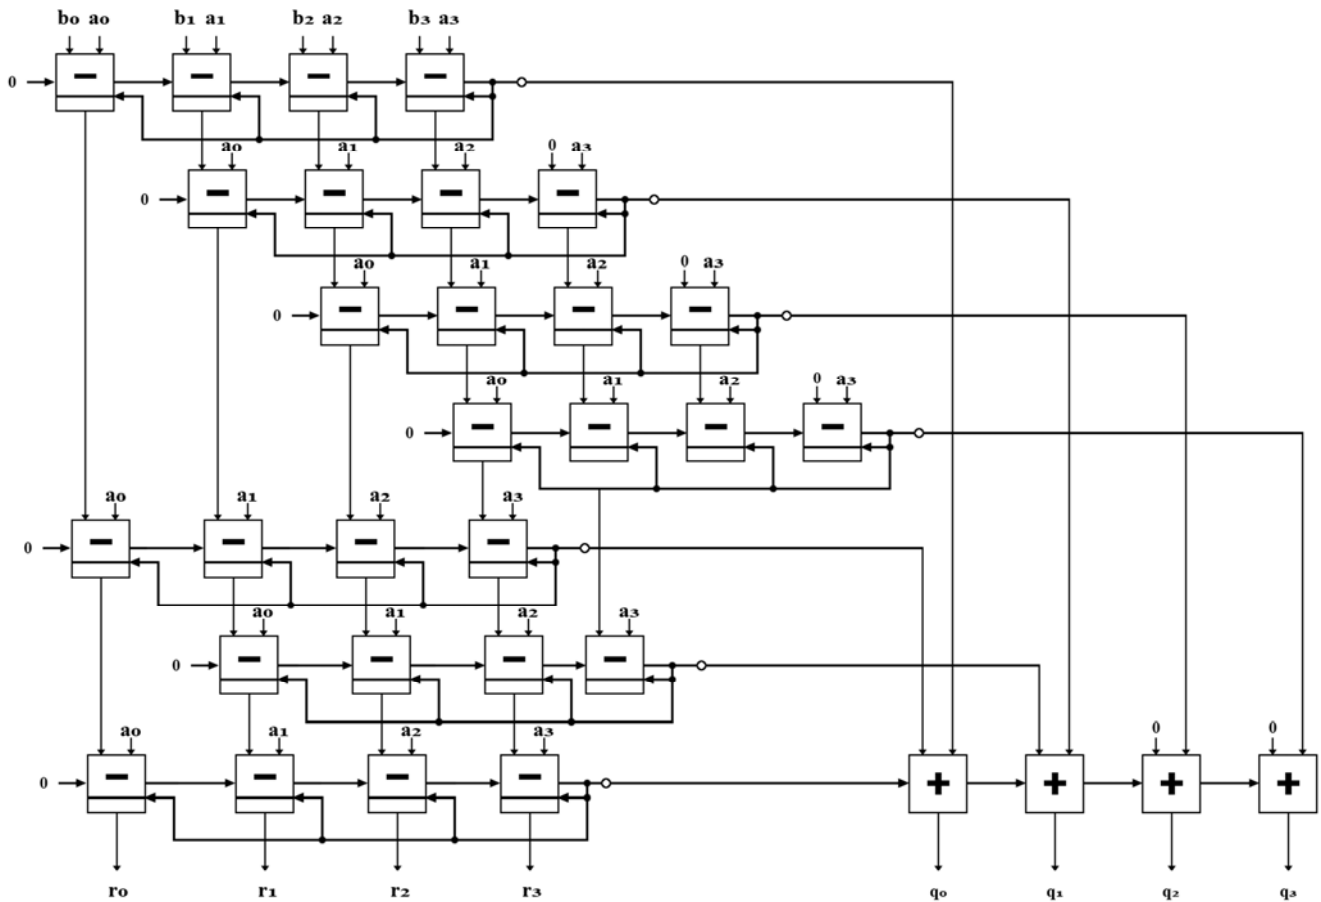 b₀ a₀ b₁ a₁ b₂ a₂ b₃ a₃
0 − − − −
a₀ a₁ a₂ 0 a₃
0 − − − −
a₀ a₁ a₂ 0 a₃
0 − − − −
a₀ a₁ a₂ 0 a₃
0 − − − −
a₀ a₁ a₂ a₃
0 − − − −
a₀ a₁ a₂ a₃
0 − − − −
a₀ a₁ a₂ a₃ 0 0
0 − − − − + + + +
r₀ r₁ r₂ r₃ q₀ q₁ q₂ q₃